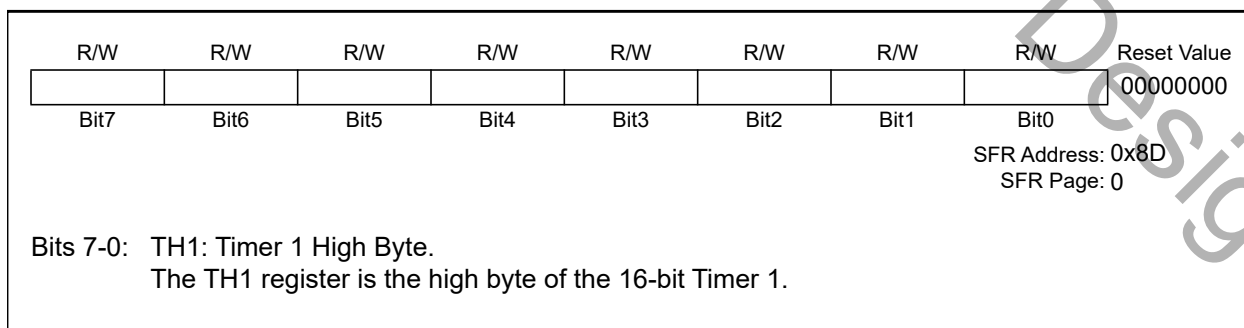 R/W R/W R/W R/W R/W R/W R/W R/W Reset Value
00000000
Bit7 Bit6 Bit5 Bit4 Bit3 Bit2 Bit1 Bit0
SFR Address: 0x8D
SFR Page: 0
Bits 7-0: TH1: Timer 1 High Byte.
The TH1 register is the high byte of the 16-bit Timer 1.
Desig